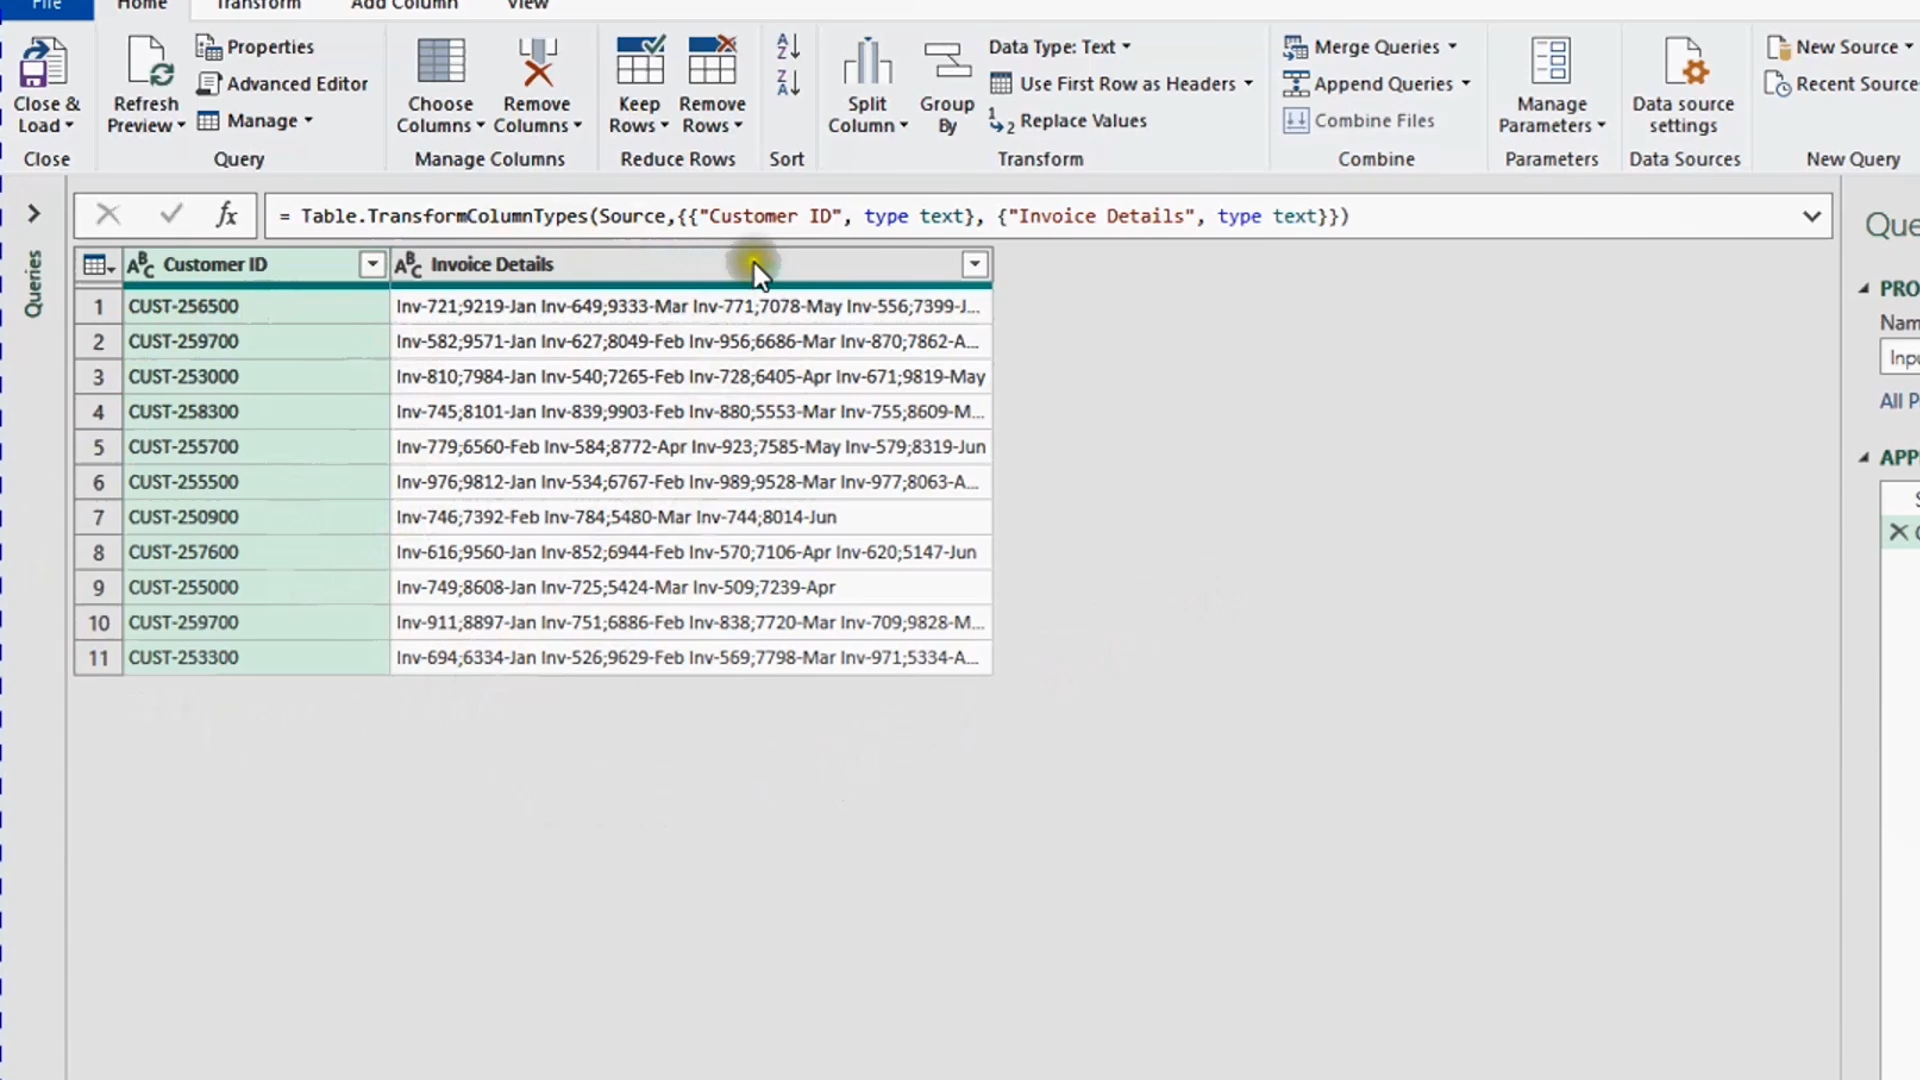 File Home Transform Add Column View
Close & Load
Refresh Preview
Properties
Advanced Editor
Manage
Choose Columns
Remove Columns
Keep Rows
Remove Rows
Split Column
Group By
Data Type: Text
Use First Row as Headers
Replace Values
Merge Queries
Append Queries
Combine Files
Manage Parameters
Data source settings
New Source
Recent Source
Close Query Manage Columns Reduce Rows Sort Transform Combine Parameters Data Sources New Query
Queries
fx = Table.TransformColumnTypes(Source,{{"Customer ID", type text}, {"Invoice Details", type text}})
Que
ABC Customer ID ABC Invoice Details
1 CUST-256500 Inv-721;9219-Jan Inv-649;9333-Mar Inv-771;7078-May Inv-556;7399-J...
2 CUST-259700 Inv-582;9571-Jan Inv-627;8049-Feb Inv-956;6686-Mar Inv-870;7862-A...
3 CUST-253000 Inv-810;7984-Jan Inv-540;7265-Feb Inv-728;6405-Apr Inv-671;9819-May
4 CUST-258300 Inv-745;8101-Jan Inv-839;9903-Feb Inv-880;5553-Mar Inv-755;8609-M...
5 CUST-255700 Inv-779;6560-Feb Inv-584;8772-Apr Inv-923;7585-May Inv-579;8319-Jun
6 CUST-255500 Inv-976;9812-Jan Inv-534;6767-Feb Inv-989;9528-Mar Inv-977;8063-A...
7 CUST-250900 Inv-746;7392-Feb Inv-784;5480-Mar Inv-744;8014-Jun
8 CUST-257600 Inv-616;9560-Jan Inv-852;6944-Feb Inv-570;7106-Apr Inv-620;5147-Jun
9 CUST-255000 Inv-749;8608-Jan Inv-725;5424-Mar Inv-509;7239-Apr
10 CUST-259700 Inv-911;8897-Jan Inv-751;6886-Feb Inv-838;7720-Mar Inv-709;9828-M...
11 CUST-253300 Inv-694;6334-Jan Inv-526;9629-Feb Inv-569;7798-Mar Inv-971;5334-A...
PRO
Nam
Inpu
All P
APP